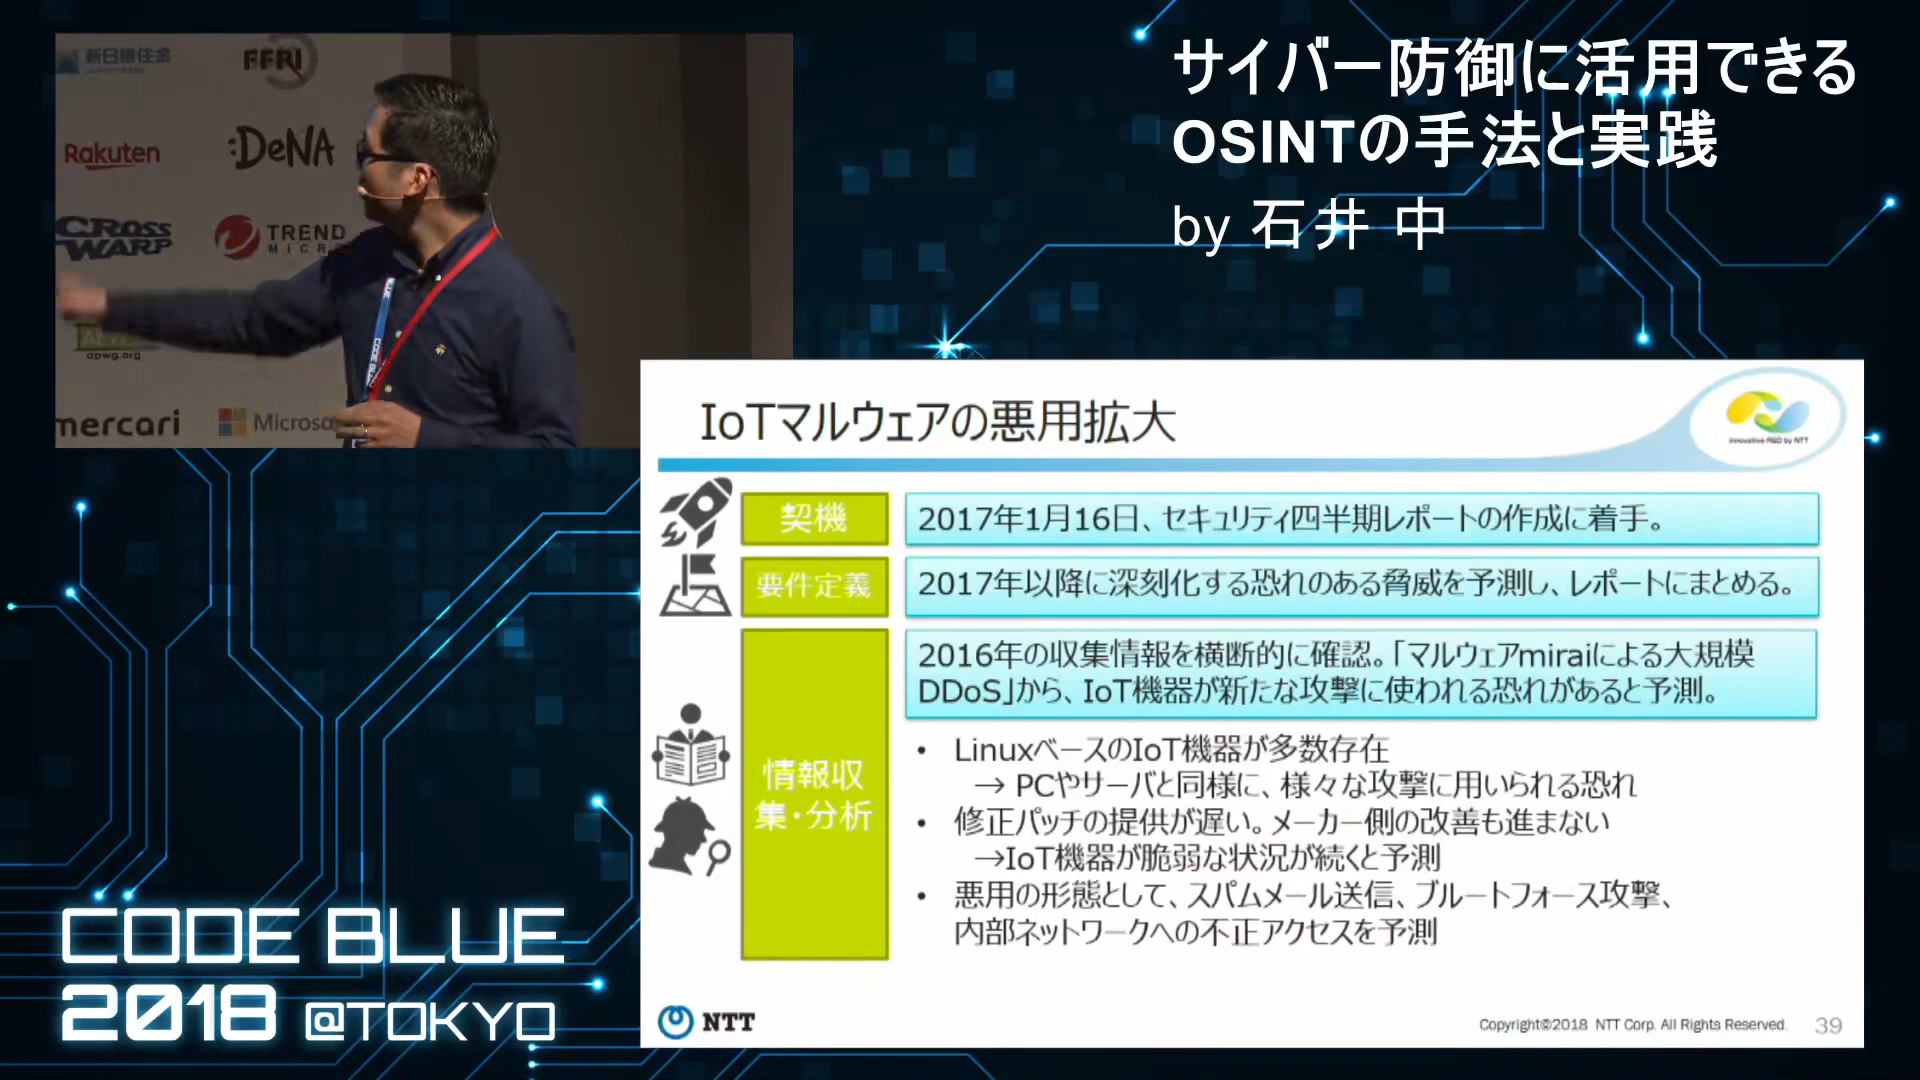 新日鐵住金
FFRI
Rakuten
:DeNA
CROSS WARP
TREND
MICR
apwg.org
mercari
Microso
サイバー防御に活用できる
OSINTの手法と実践
by 石井 中
IoTマルウェアの悪用拡大
Innovative R&D by NTT
契機
2017年1月16日、セキュリティ四半期レポートの作成に着手。
要件定義
2017年以降に深刻化する恐れのある脅威を予測し、レポートにまとめる。
情報収
集・分析
2016年の収集情報を横断的に確認。「マルウェアmiraiによる大規模
DDoS」から、IoT機器が新たな攻撃に使われる恐れがあると予測。
• LinuxベースのIoT機器が多数存在
→ PCやサーバと同様に、様々な攻撃に用いられる恐れ
• 修正パッチの提供が遅い。メーカー側の改善も進まない
→IoT機器が脆弱な状況が続くと予測
• 悪用の形態として、スパムメール送信、ブルートフォース攻撃、
内部ネットワークへの不正アクセスを予測
NTT
Copyright©2018 NTT Corp. All Rights Reserved.
39
CODE BLUE
2018 @TOKYO